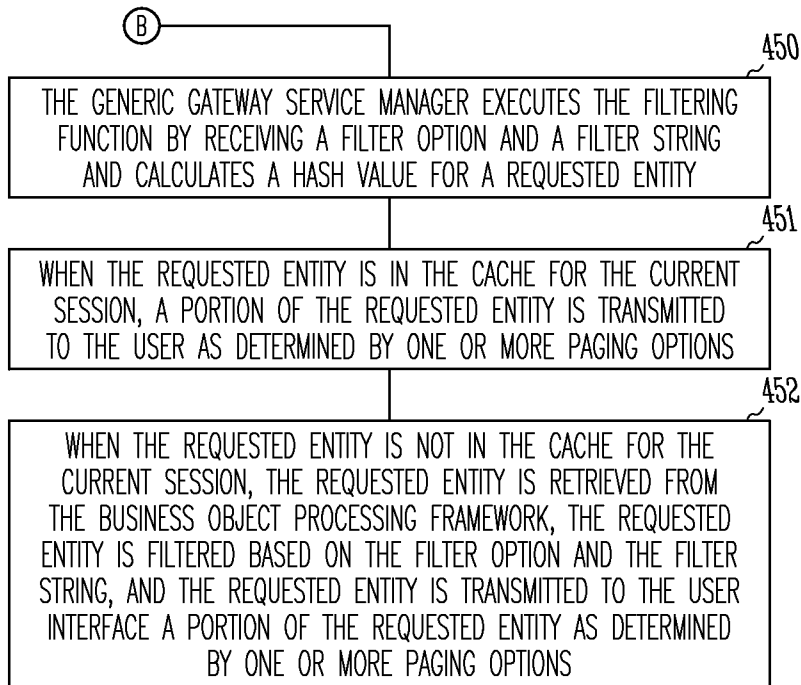 B
450
THE GENERIC GATEWAY SERVICE MANAGER EXECUTES THE FILTERING
FUNCTION BY RECEIVING A FILTER OPTION AND A FILTER STRING
AND CALCULATES A HASH VALUE FOR A REQUESTED ENTITY
451
WHEN THE REQUESTED ENTITY IS IN THE CACHE FOR THE CURRENT
SESSION, A PORTION OF THE REQUESTED ENTITY IS TRANSMITTED
TO THE USER AS DETERMINED BY ONE OR MORE PAGING OPTIONS
452
WHEN THE REQUESTED ENTITY IS NOT IN THE CACHE FOR THE
CURRENT SESSION, THE REQUESTED ENTITY IS RETRIEVED FROM
THE BUSINESS OBJECT PROCESSING FRAMEWORK, THE REQUESTED
ENTITY IS FILTERED BASED ON THE FILTER OPTION AND THE FILTER
STRING, AND THE REQUESTED ENTITY IS TRANSMITTED TO THE USER
INTERFACE A PORTION OF THE REQUESTED ENTITY AS DETERMINED
BY ONE OR MORE PAGING OPTIONS